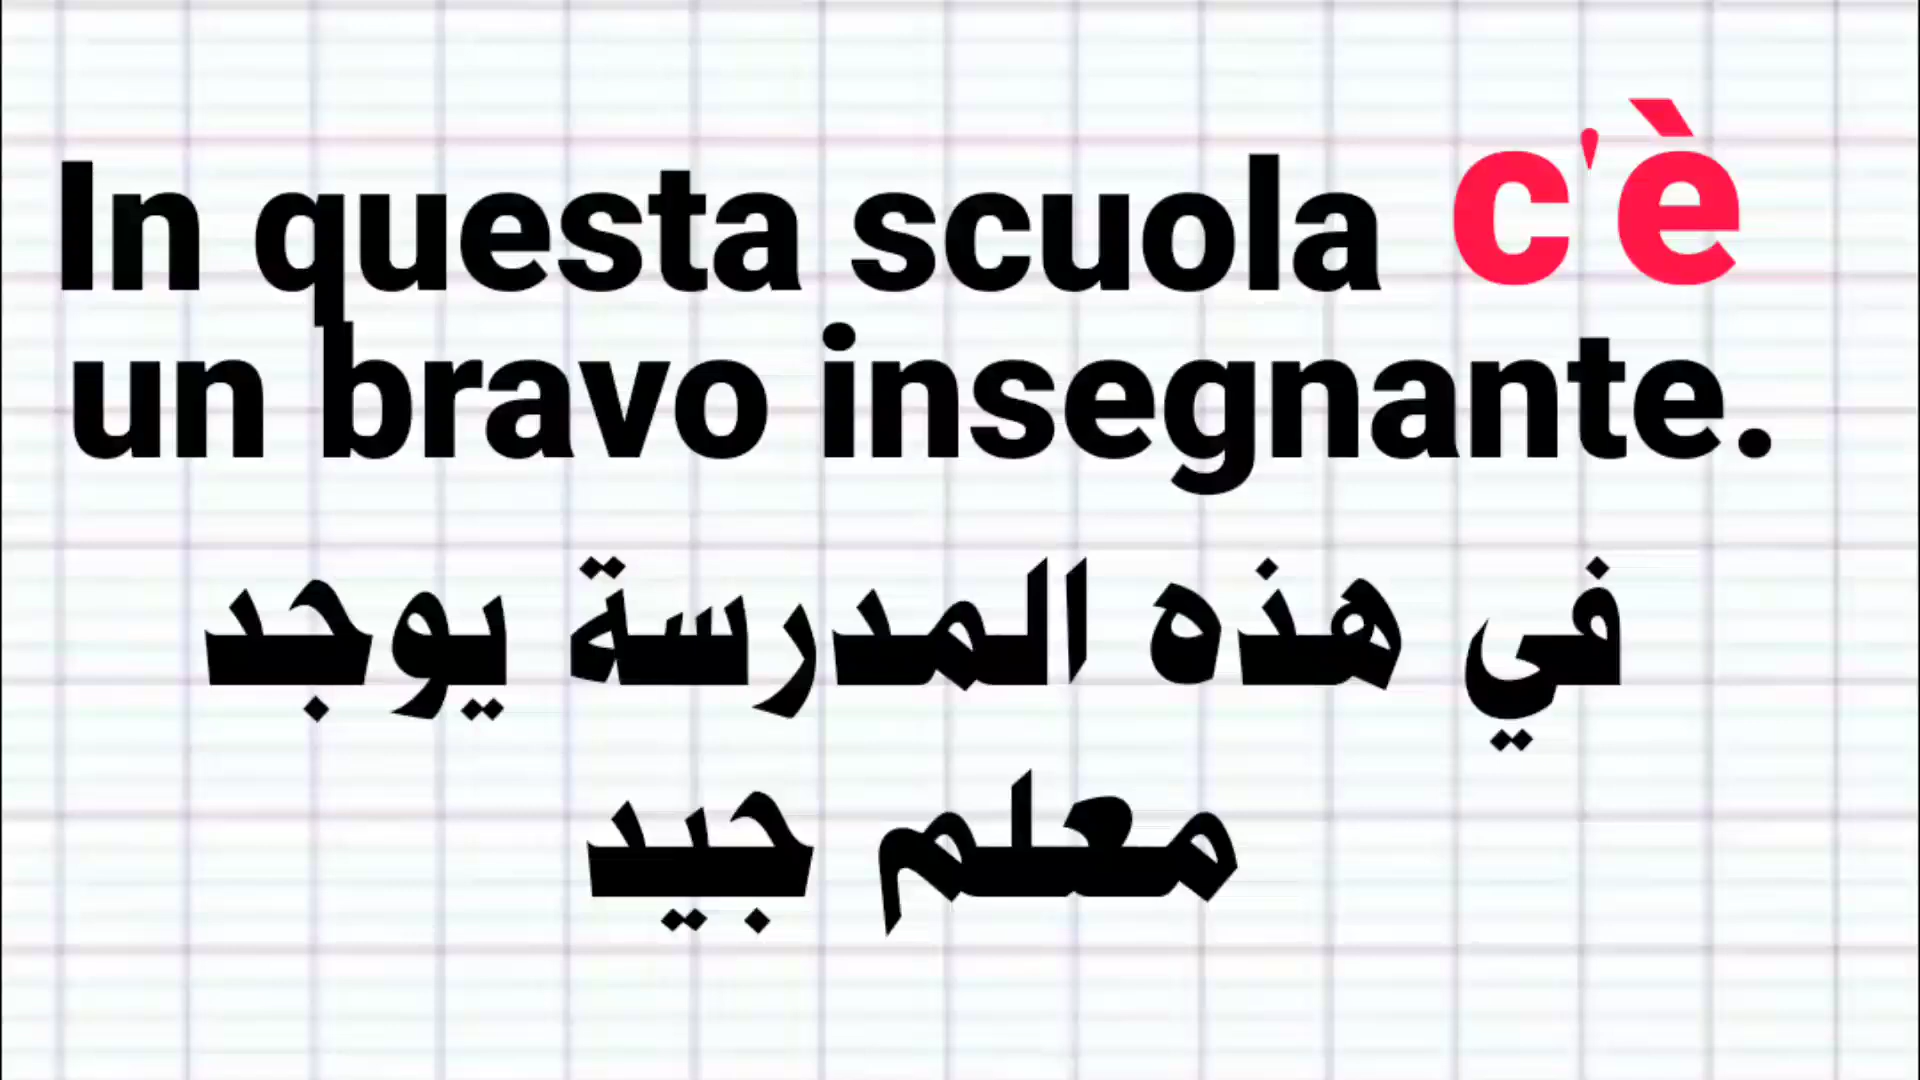 In questa scuola c'è
un bravo insegnante.
في هذه المدرسة يوجد
معلم جيد